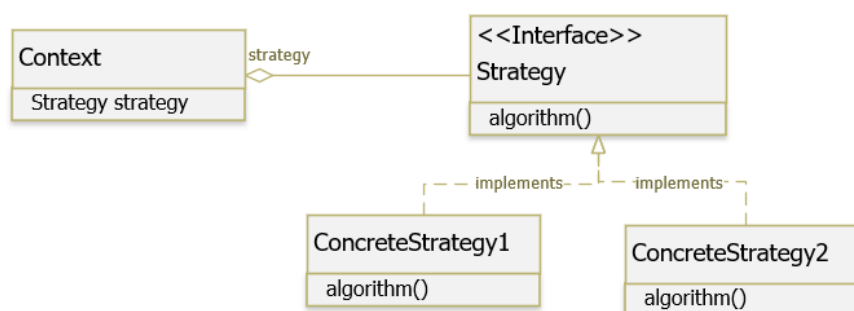 Context
Strategy strategy
strategy
<<Interface>>
Strategy
algorithm()
implements
implements
ConcreteStrategy1
algorithm()
ConcreteStrategy2
algorithm()